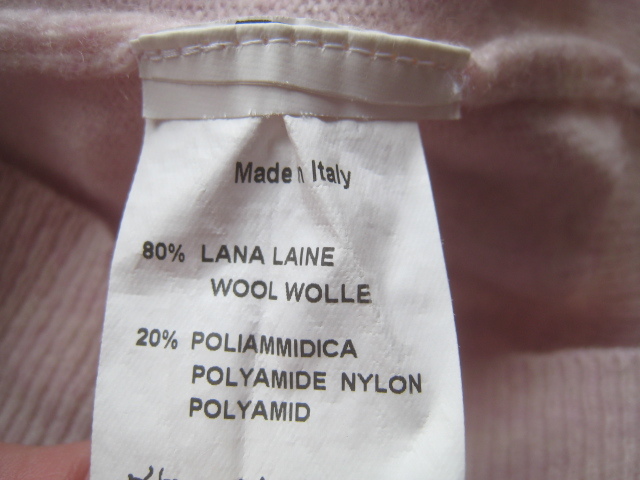 Made n Italy
80% LANA LAINE
WOOL WOLLE
20% POLIAMMIDICA
POLYAMIDE NYLON
POLYAMID